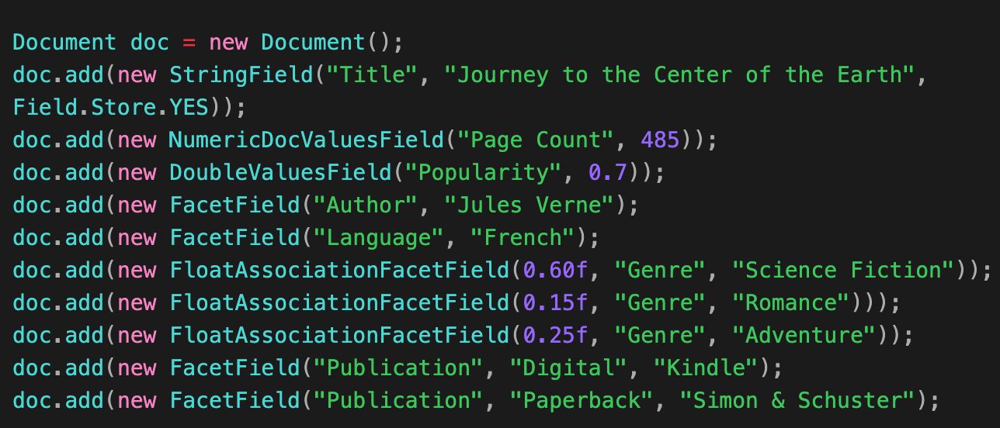 Document doc = new Document();
doc.add(new StringField("Title", "Journey to the Center of the Earth",
Field.Store.YES));
doc.add(new NumericDocValuesField("Page Count", 485));
doc.add(new DoubleValuesField("Popularity", 0.7));
doc.add(new FacetField("Author", "Jules Verne");
doc.add(new FacetField("Language", "French");
doc.add(new FloatAssociationFacetField(0.60f, "Genre", "Science Fiction"));
doc.add(new FloatAssociationFacetField(0.15f, "Genre", "Romance")));
doc.add(new FloatAssociationFacetField(0.25f, "Genre", "Adventure"));
doc.add(new FacetField("Publication", "Digital", "Kindle");
doc.add(new FacetField("Publication", "Paperback", "Simon & Schuster");